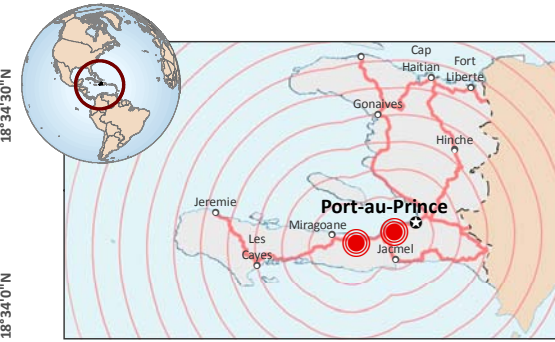 18°34'30"N
Cap
Haitian
Fort
Liberte
Gonaives
Hinche
Jeremie
Port-au-Prince
Miragoane
Les
Cayes
Jacmel
18°34'0"N